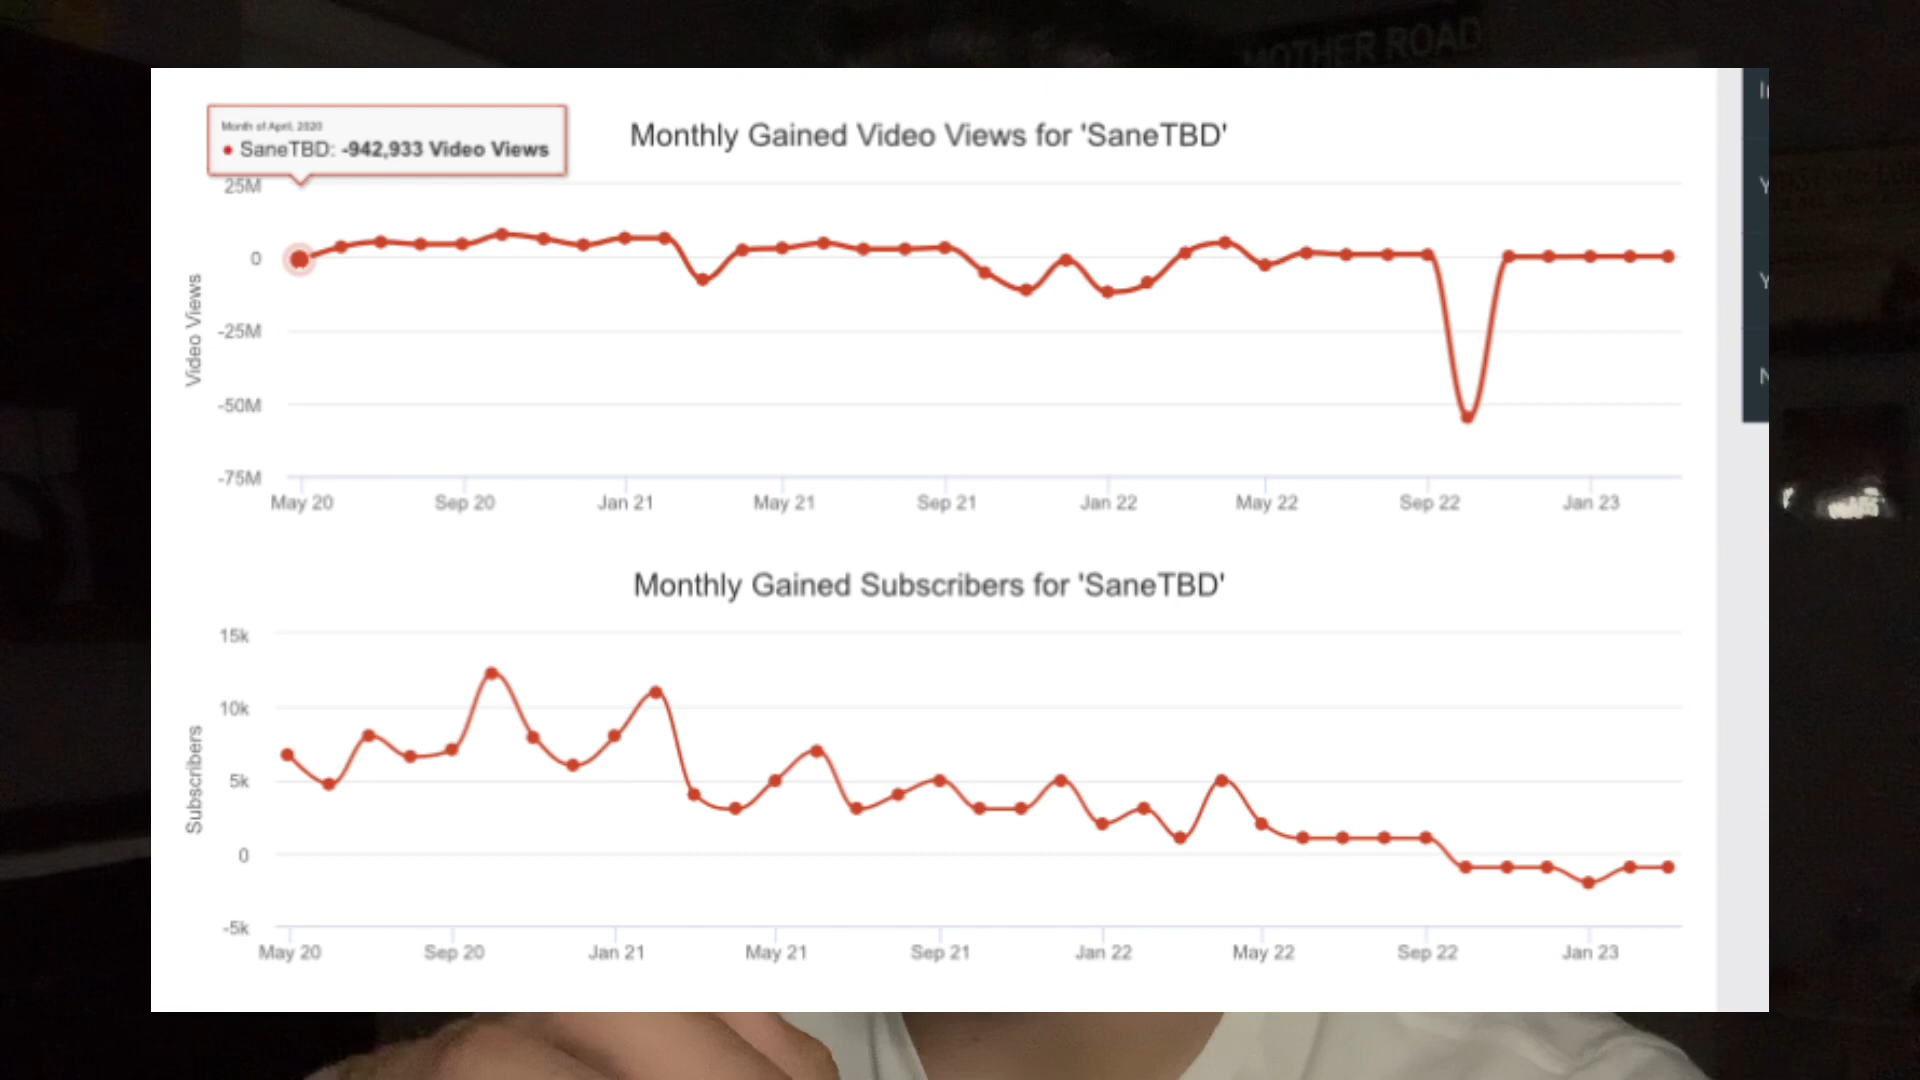 MOTHER ROAD
Month of April, 2020
SaneTBD: -942,933 Video Views
Monthly Gained Video Views for 'SaneTBD'
25M
0
-25M
-50M
-75M
Video Views
May 20
Sep 20
Jan 21
May 21
Sep 21
Jan 22
May 22
Sep 22
Jan 23
Monthly Gained Subscribers for 'SaneTBD'
15k
10k
5k
0
-5k
Subscribers
May 20
Sep 20
Jan 21
May 21
Sep 21
Jan 22
May 22
Sep 22
Jan 23
Y
Y